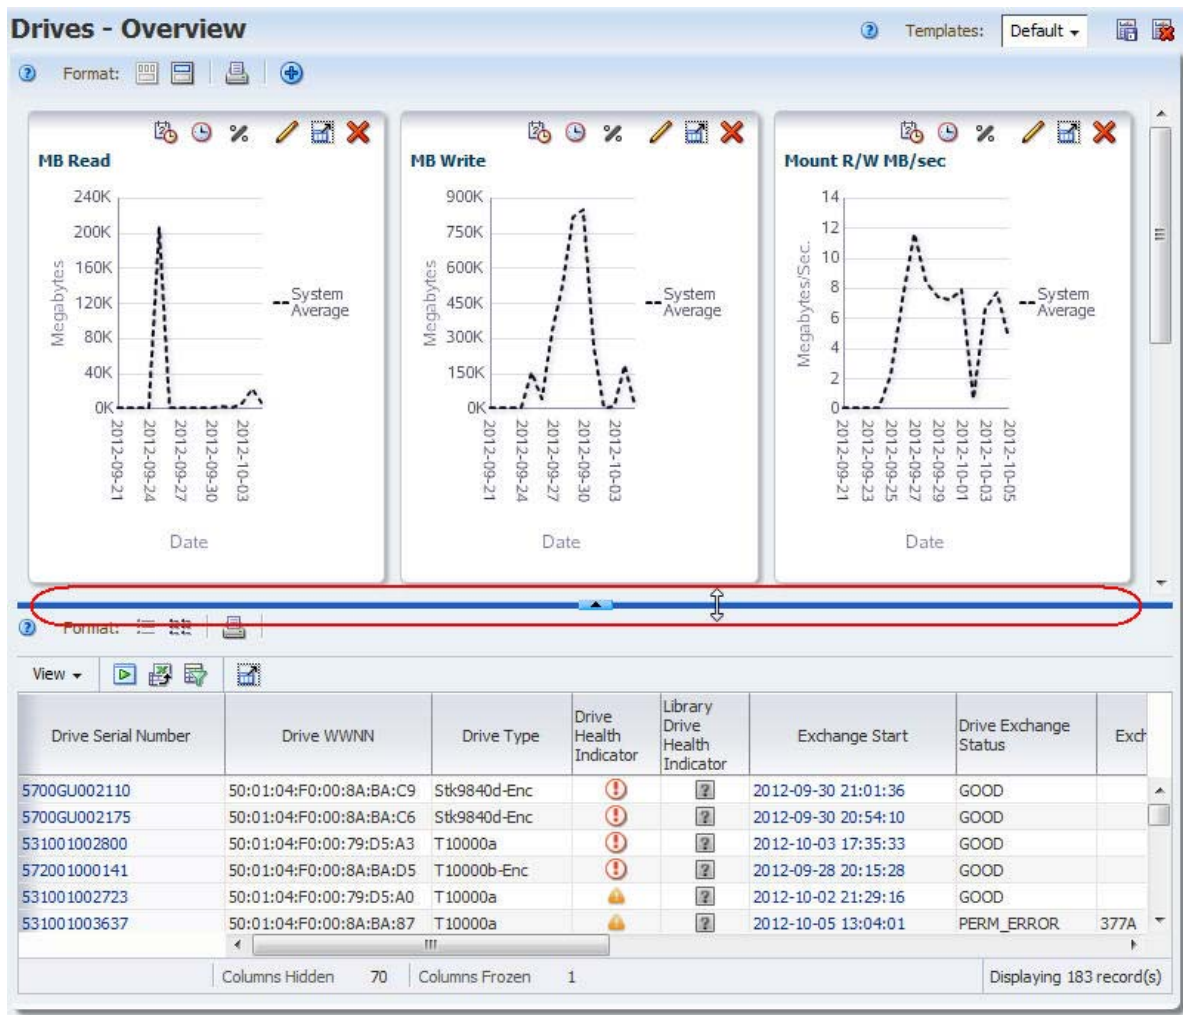 Drives - Overview
Templates: Default
Format:
MB Read
240K
200K
160K
120K
80K
40K
0K
Megabytes
System
Average
2012-09-21
2012-09-24
2012-09-27
2012-09-30
2012-10-03
Date
MB Write
900K
750K
600K
450K
300K
150K
0K
Megabytes
System
Average
2012-09-21
2012-09-24
2012-09-27
2012-09-30
2012-10-03
Date
Mount R/W MB/sec
14
12
10
8
6
4
2
0
Megabytes/Sec.
System
Average
2012-09-21
2012-09-23
2012-09-25
2012-09-27
2012-09-29
2012-10-01
2012-10-03
2012-10-05
Date
Format:
View
Drive Serial Number
Drive WWNN
Drive Type
Drive
Health
Indicator
Library
Drive
Health
Indicator
Exchange Start
Drive Exchange
Status
Exch
5700GU002110 50:01:04:F0:00:8A:BA:C9 Stk9840d-Enc 2012-09-30 21:01:36 GOOD
5700GU002175 50:01:04:F0:00:8A:BA:C6 Stk9840d-Enc 2012-09-30 20:54:10 GOOD
531001002800 50:01:04:F0:00:79:D5:A3 T10000a 2012-10-03 17:35:33 GOOD
572001000141 50:01:04:F0:00:8A:BA:D5 T10000b-Enc 2012-09-28 20:15:28 GOOD
531001002723 50:01:04:F0:00:79:D5:A0 T10000a 2012-10-02 21:29:16 GOOD
531001003637 50:01:04:F0:00:8A:BA:87 T10000a 2012-10-05 13:04:01 PERM_ERROR 377A
Columns Hidden 70 Columns Frozen 1 Displaying 183 record(s)